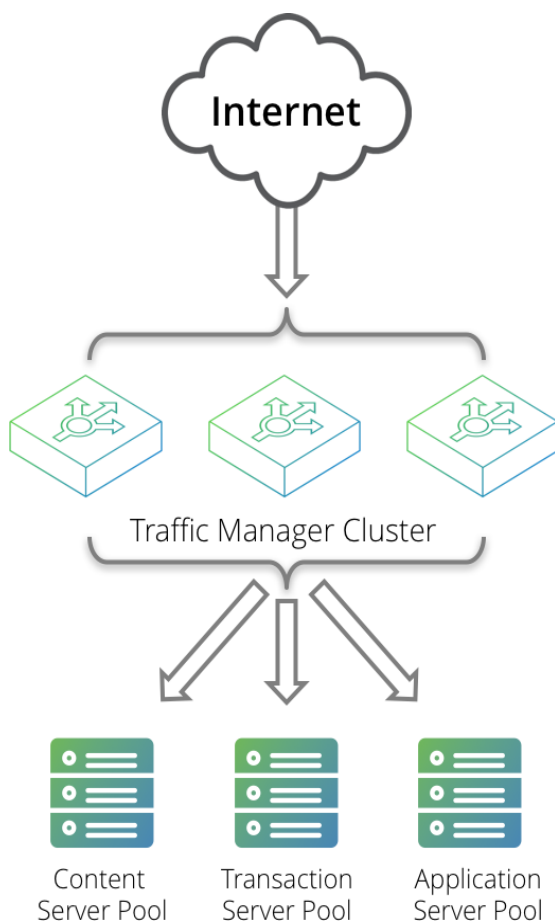 Internet
Traffic Manager Cluster
Content
Server Pool
Transaction
Server Pool
Application
Server Pool